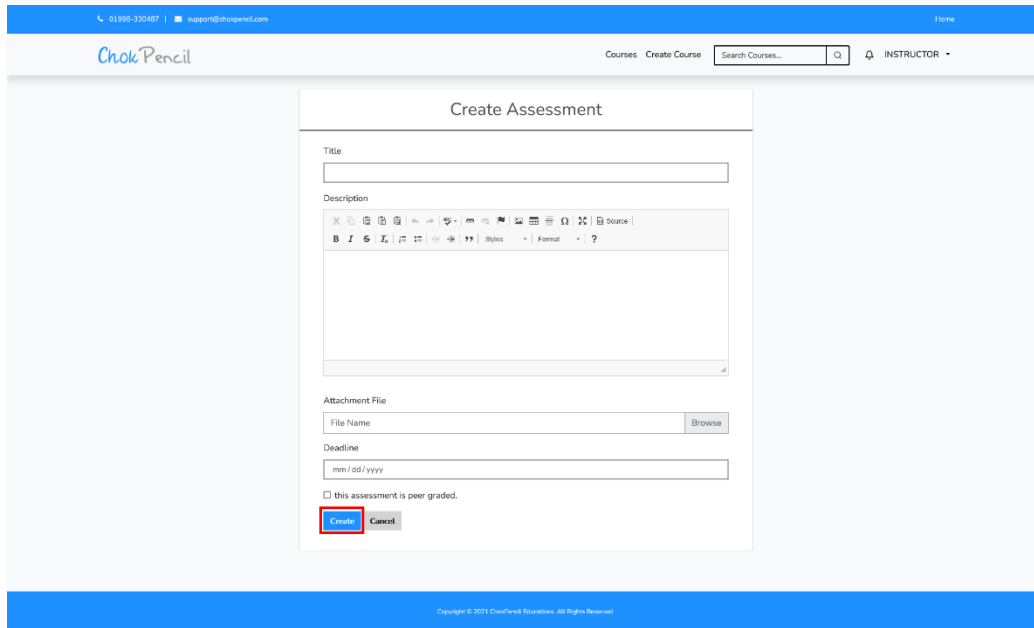 01998-330487 | support@chokpencil.com Home
ChokPencil Courses Create Course Search Courses... INSTRUCTOR
Create Assessment
Title
Description
Source
B I S Ix Styles Format ?
Attachment File
File Name Browse
Deadline
mm/dd/yyyy
this assessment is peer graded.
Create Cancel
Copyright © 2021 ChokPencil Educations. All Rights Reserved.